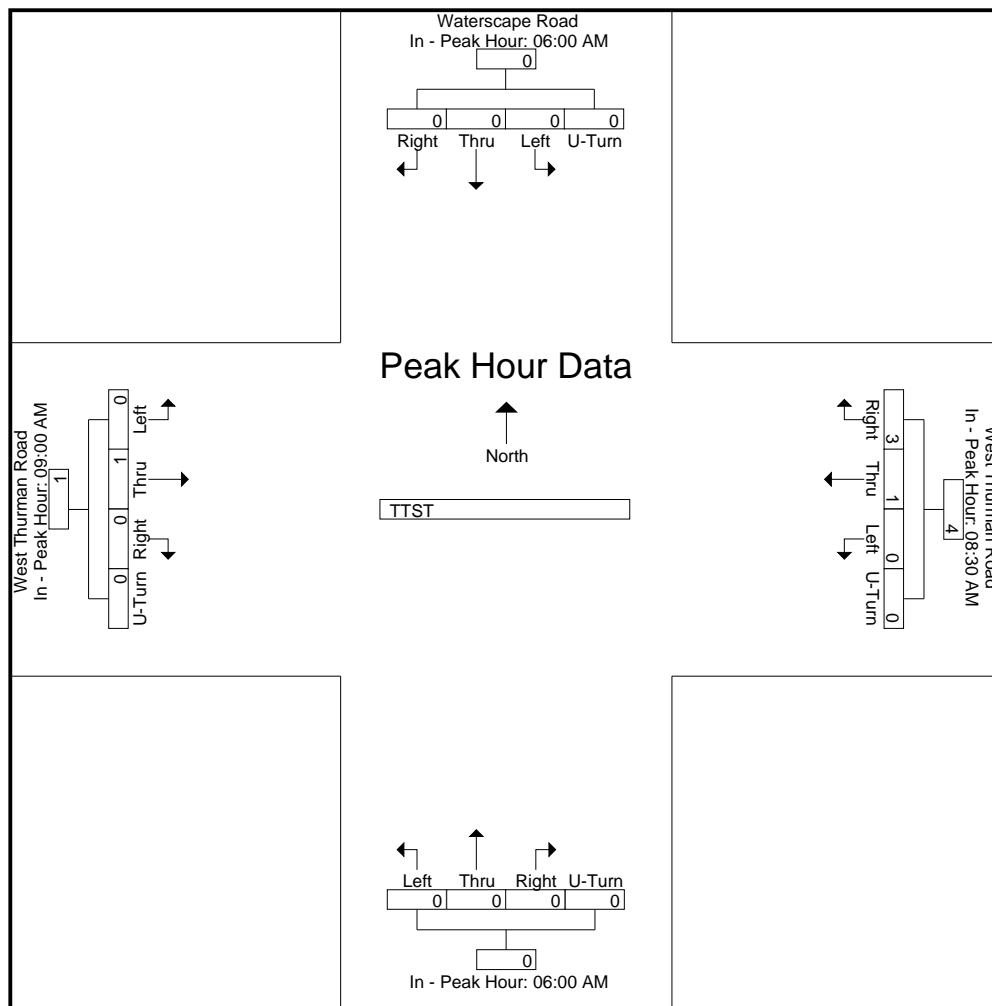 Waterscape Road
In - Peak Hour: 06:00 AM
0
0 0 0 0
Right Thru Left U-Turn
Peak Hour Data
North
TTST
West Thurman Road
In - Peak Hour: 09:00 AM
1
0 1 0 0
Left Thru Right U-Turn
West Thurman Road
In - Peak Hour: 08:30 AM
4
3 1 0 0
Right Thru Left U-Turn
Left Thru Right U-Turn
0 0 0 0
0
In - Peak Hour: 06:00 AM